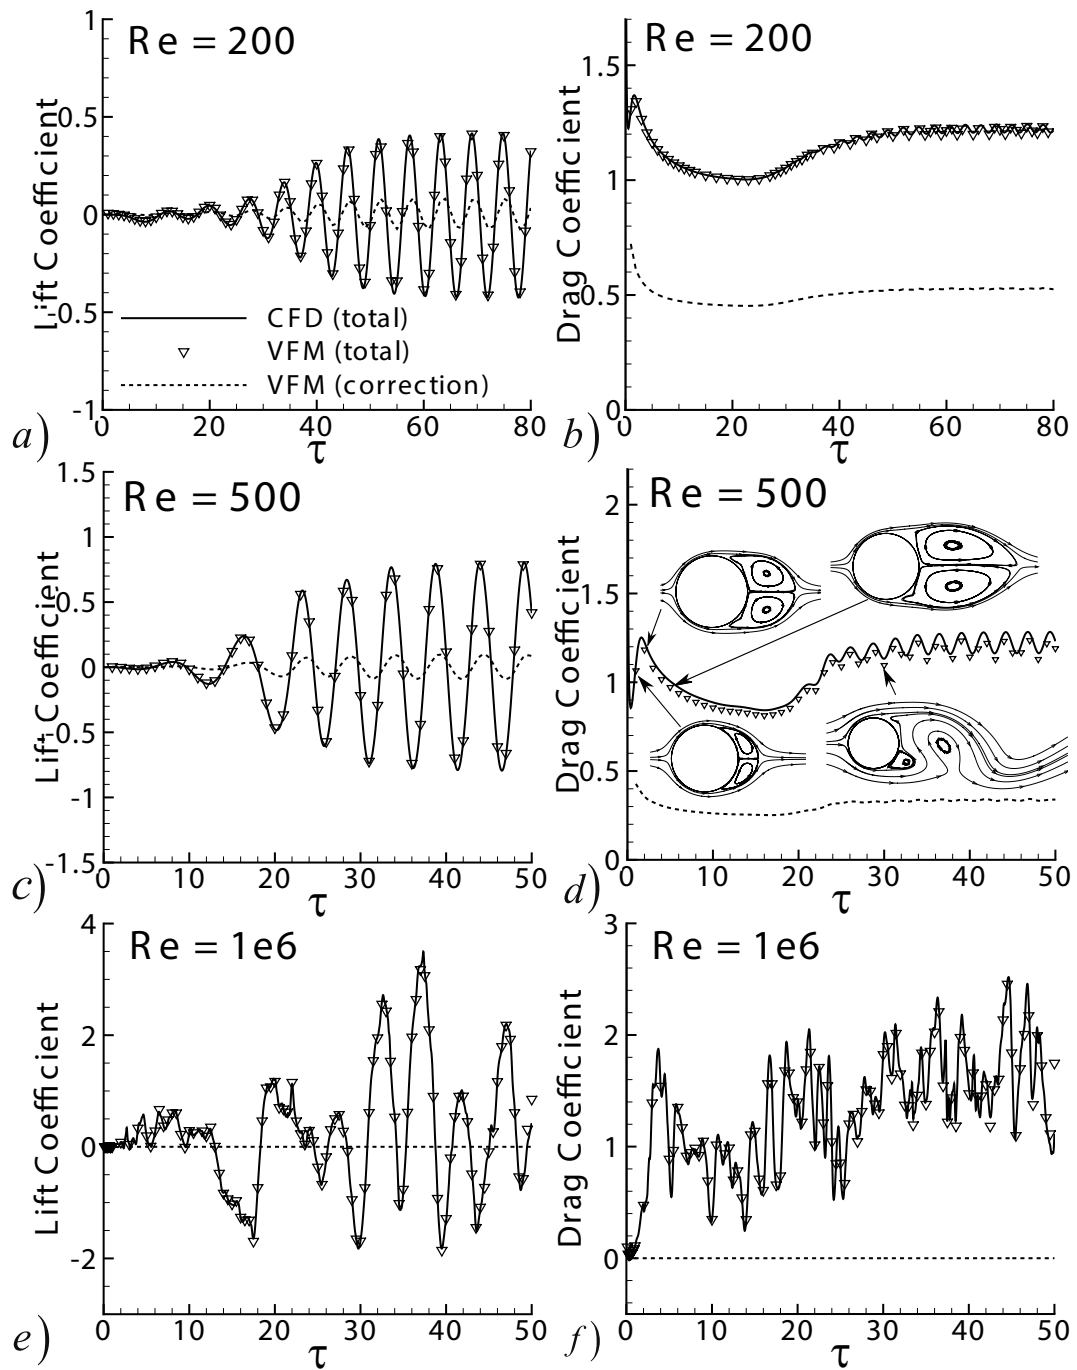 Re = 200
Lift Coefficient
1
0.5
0
-0.5
-1
CFD (total)
VFM (total)
VFM (correction)
0 20 40 60 80
τ
a)
Re = 200
Drag Coefficient
1.5
1
0.5
0
0 20 40 60 80
τ
b)
Re = 500
Lift Coefficient
1.5
1
0.5
0
-0.5
-1
-1.5
0 10 20 30 40 50
τ
c)
Re = 500
Drag Coefficient
2
1.5
1
0.5
0
0 10 20 30 40 50
τ
d)
Re = 1e6
Lift Coefficient
4
2
0
-2
0 10 20 30 40 50
τ
e)
Re = 1e6
Drag Coefficient
3
2
1
0
0 10 20 30 40 50
τ
f)